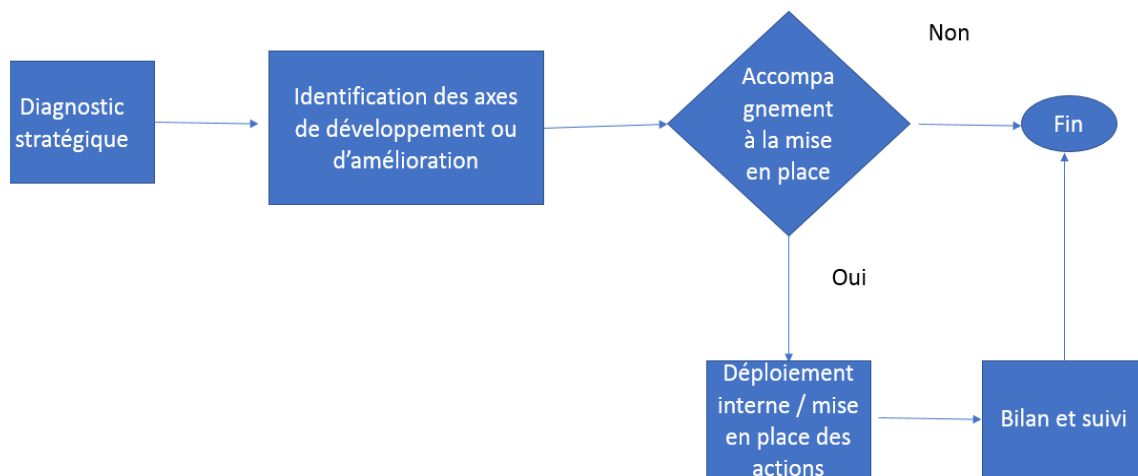 Diagnostic
stratégique
Identification des axes
de développement ou
d’amélioration
Accompa
gnement
à la mise
en place
Non
Fin
Oui
Déploiement
interne / mise
en place des
actions
Bilan et suivi